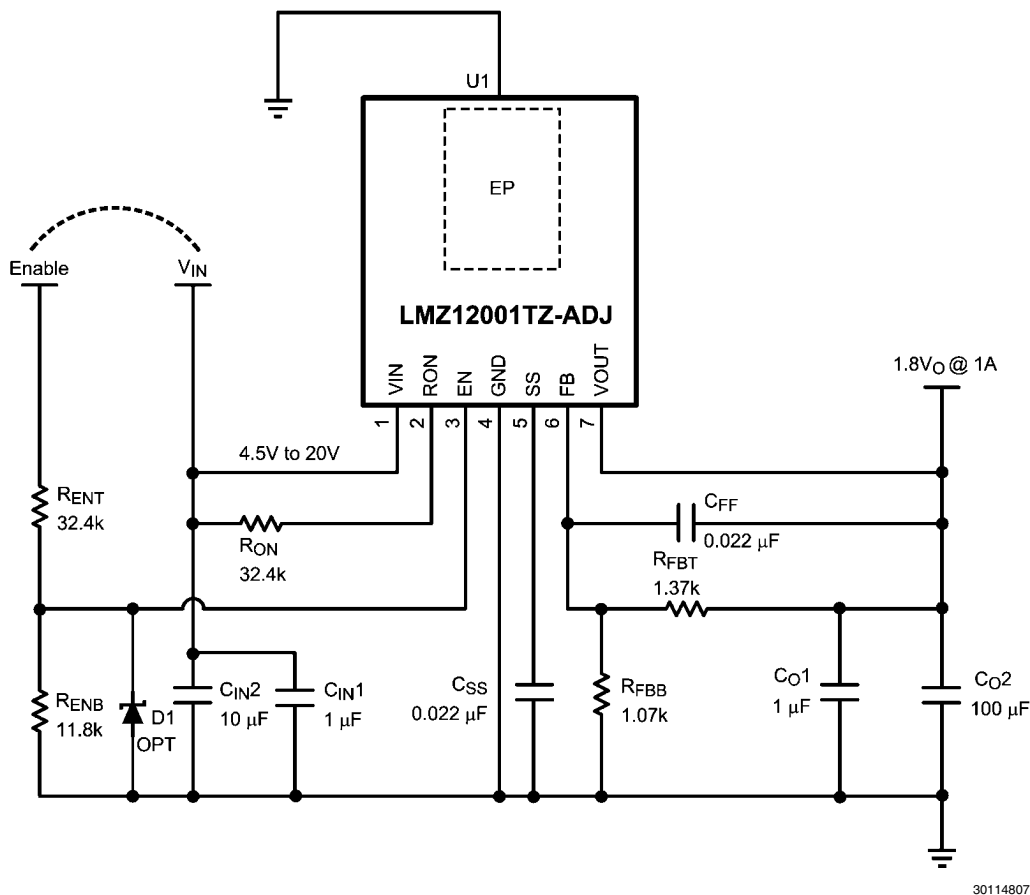 U1
EP
Enable
VIN
LMZ12001TZ-ADJ
VIN
RON
EN
GND
SS
FB
VOUT
1
2
3
4
5
6
7
1.8VO @ 1A
4.5V to 20V
RENT
32.4k
RON
32.4k
CFF
0.022 μF
RFBT
1.37k
RENB
11.8k
D1
OPT
CIN2
10 μF
CIN1
1 μF
CSS
0.022 μF
RFBB
1.07k
CO1
1 μF
CO2
100 μF
30114807